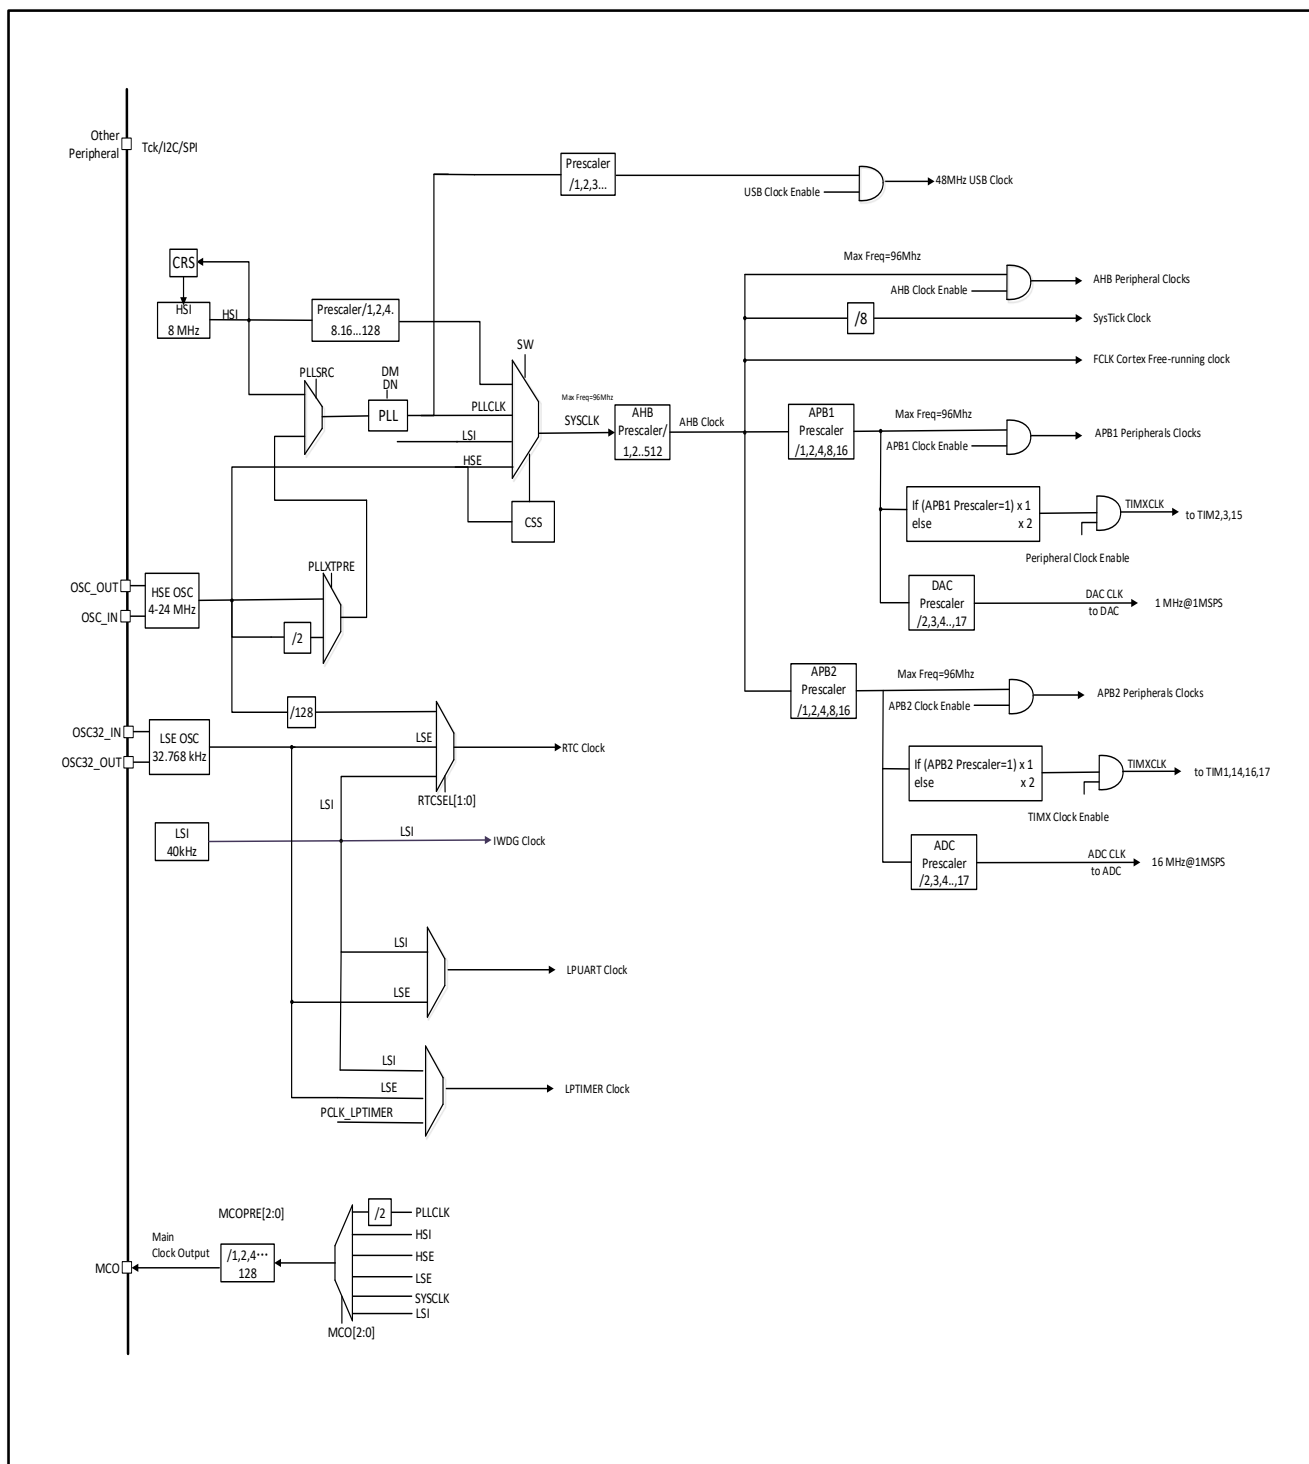 Other
Peripheral
Tck/I2C/SPI
Prescaler
/1,2,3...
USB Clock Enable
48MHz USB Clock
CRS
HSI
8 MHz
HSI
Prescaler/1,2,4.
8.16...128
Max Freq=96Mhz
AHB Clock Enable
AHB Peripheral Clocks
/8
SysTick Clock
FCLK Cortex Free-running clock
SW
PLLSRC
DM
DN
PLL
PLLCLK
LSI
HSE
CSS
Max Freq=96Mhz
SYSCLK
AHB
Prescaler/
1,2..512
AHB Clock
APB1
Prescaler
/1,2,4,8,16
Max Freq=96Mhz
APB1 Clock Enable
APB1 Peripherals Clocks
If (APB1 Prescaler=1) x 1
else x 2
TIMXCLK
to TIM2,3,15
Peripheral Clock Enable
DAC
Prescaler
/2,3,4..,17
DAC CLK
to DAC
1 MHz@1MSPS
OSC_OUT
OSC_IN
HSE OSC
4-24 MHz
PLLXTPRE
/2
APB2
Prescaler
/1,2,4,8,16
Max Freq=96Mhz
APB2 Clock Enable
APB2 Peripherals Clocks
If (APB2 Prescaler=1) x 1
else x 2
TIMXCLK
to TIM1,14,16,17
TIMX Clock Enable
ADC
Prescaler
/2,3,4..,17
ADC CLK
to ADC
16 MHz@1MSPS
/128
OSC32_IN
OSC32_OUT
LSE OSC
32.768 kHz
LSE
RTC Clock
RTCSEL[1:0]
LSI
LSI
40kHz
LSI
IWDG Clock
LSI
LSE
LPUART Clock
LSI
LSE
PCLK_LPTIMER
LPTIMER Clock
MCOPRE[2:0]
Main
Clock Output
MCO
/1,2,4···
128
/2
PLLCLK
HSI
HSE
LSE
SYSCLK
LSI
MCO[2:0]